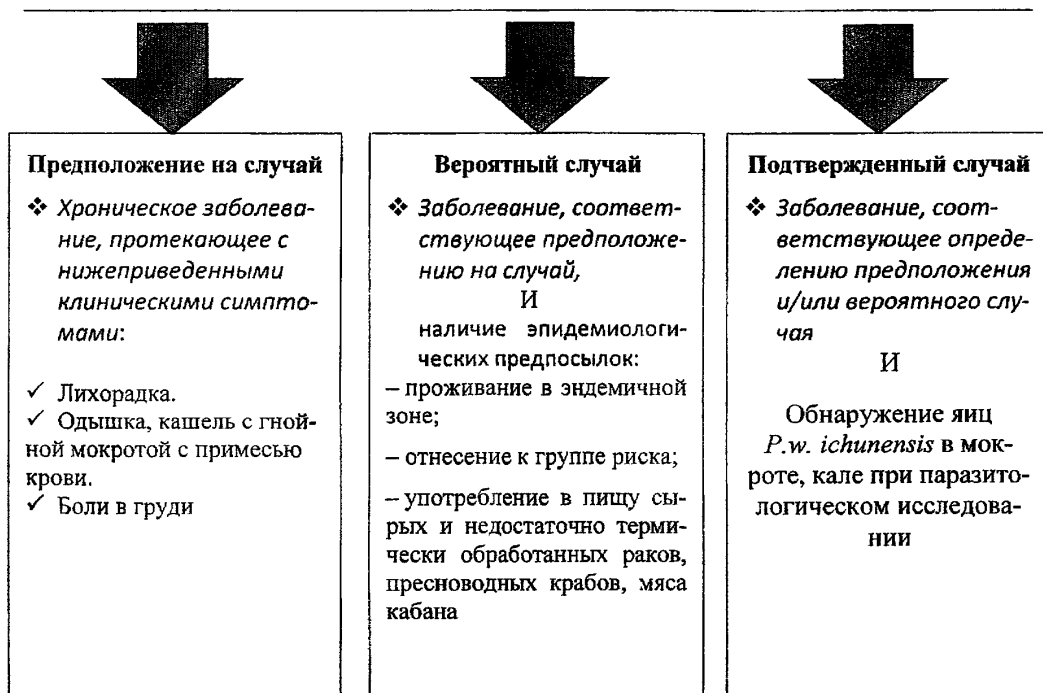 Предположение на случай
❖ Хроническое заболева-
ние, протекающее с
нижеприведенными
клиническими симпто-
мами:
✓ Лихорадка.
✓ Одышка, кашель с гной-
ной мокротой с примесью
крови.
✓ Боли в груди
Вероятный случай
❖ Заболевание, соответ-
ствующее предположе-
нию на случай,
И
наличие эпидемиологи-
ческих предпосылок:
– проживание в эндемичной
зоне;
– отнесение к группе риска;
– употребление в пищу сы-
рых и недостаточно терми-
чески обработанных раков,
пресноводных крабов, мяса
кабана
Подтвержденный случай
❖ Заболевание, соот-
ветствующее опреде-
лению предположения
и/или вероятного слу-
чая
И
Обнаружение яиц
P.w. ichunensis в мок-
роте, кале при паразито-
логическом исследова-
нии